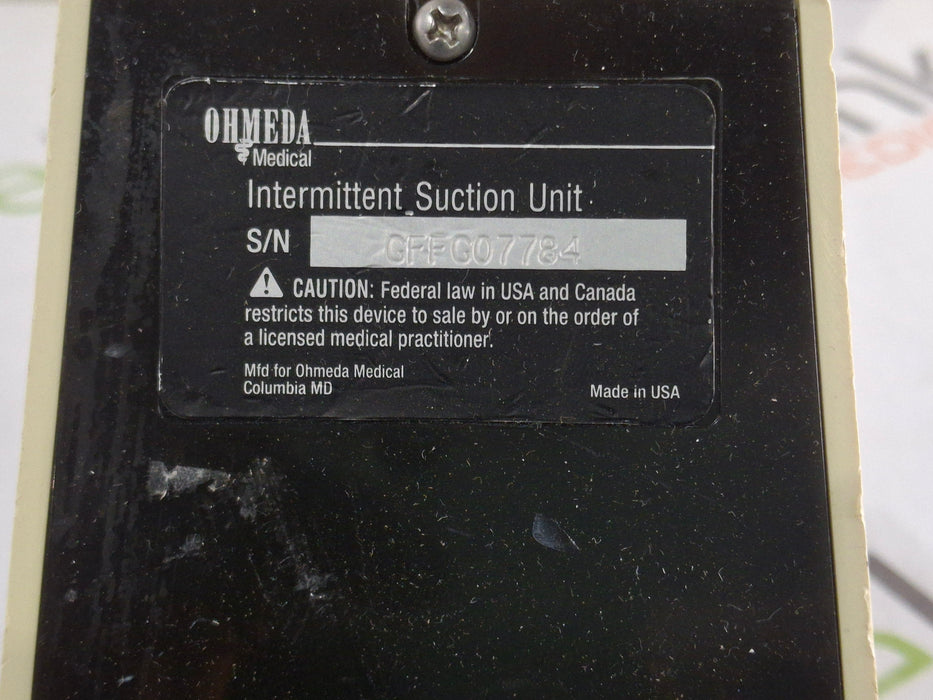 OHMEDA
Medical
Intermittent Suction Unit
S/N GFFG07784
CAUTION: Federal law in USA and Canada
restricts this device to sale by or on the order of
a licensed medical practitioner.
Mfd for Ohmeda Medical
Columbia MD
Made in USA